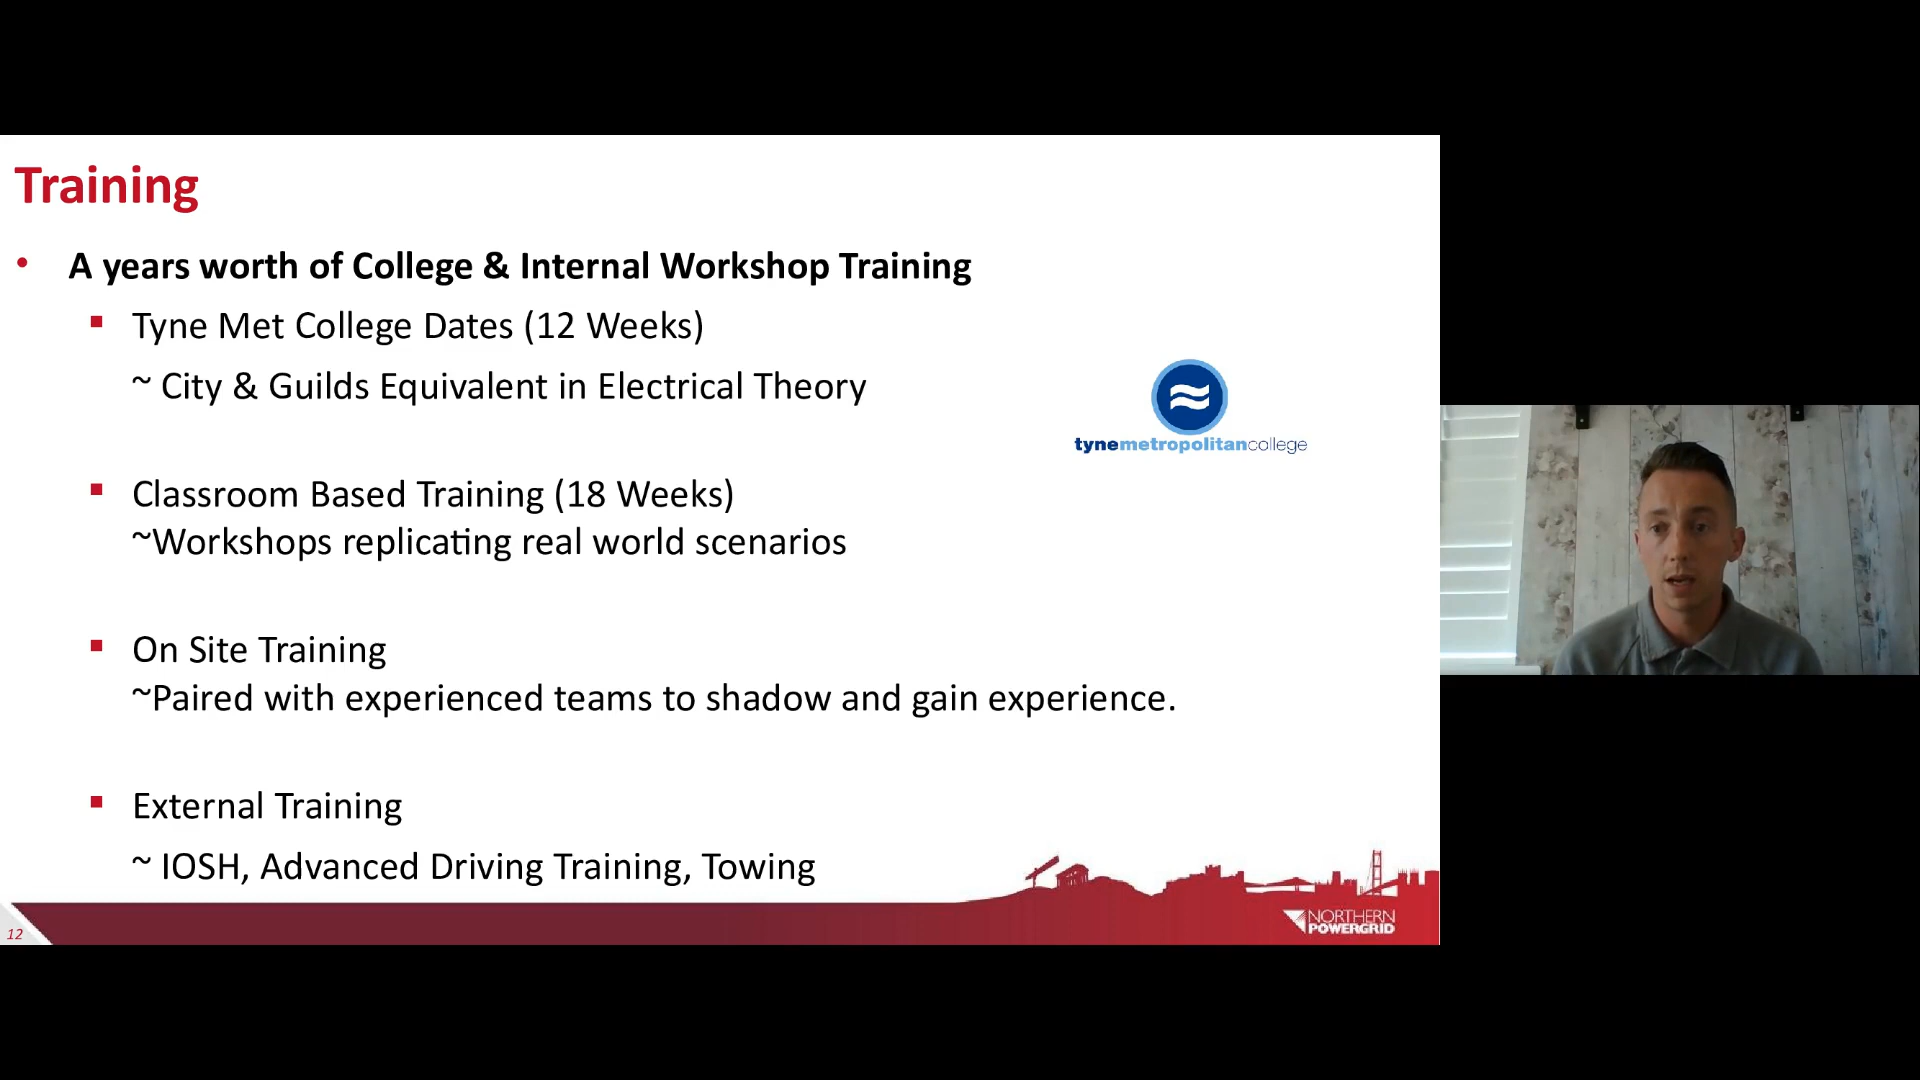 Training
• A years worth of College & Internal Workshop Training
▪ Tyne Met College Dates (12 Weeks)
~ City & Guilds Equivalent in Electrical Theory
tynemetropolitancollege
▪ Classroom Based Training (18 Weeks)
~Workshops replicating real world scenarios
▪ On Site Training
~Paired with experienced teams to shadow and gain experience.
▪ External Training
~ IOSH, Advanced Driving Training, Towing
NORTHERN
POWERGRID
12